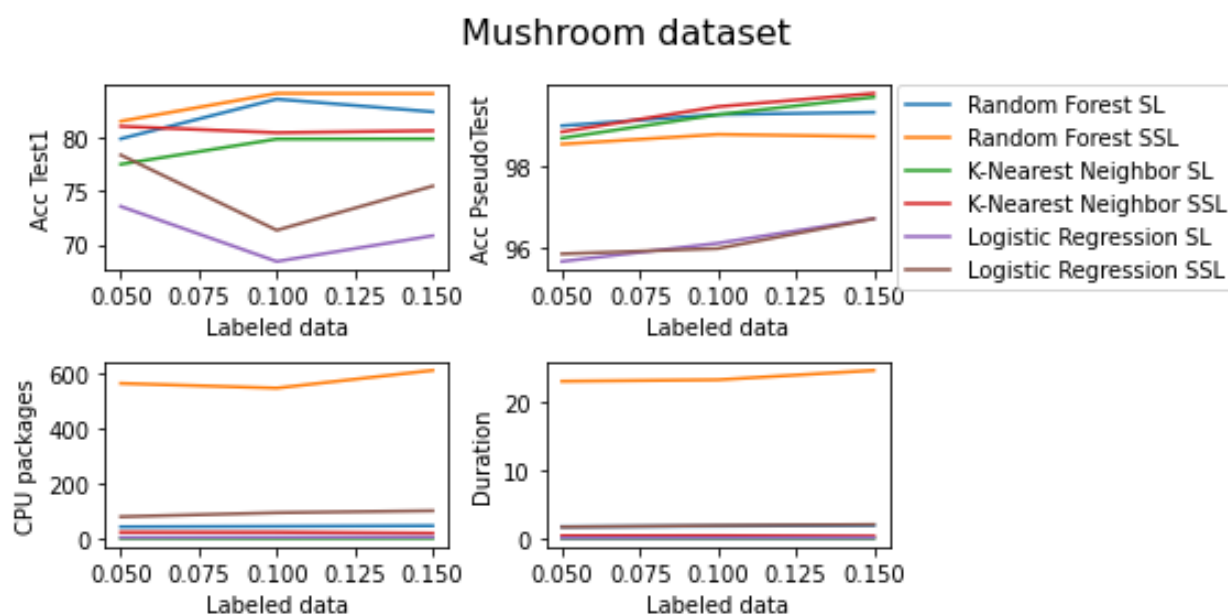 Mushroom dataset
Acc Test1
80
75
70
0.050 0.075 0.100 0.125 0.150
Labeled data
Acc PseudoTest
98
96
0.050 0.075 0.100 0.125 0.150
Labeled data
Random Forest SL
Random Forest SSL
K-Nearest Neighbor SL
K-Nearest Neighbor SSL
Logistic Regression SL
Logistic Regression SSL
CPU packages
600
400
200
0
0.050 0.075 0.100 0.125 0.150
Labeled data
Duration
20
10
0
0.050 0.075 0.100 0.125 0.150
Labeled data